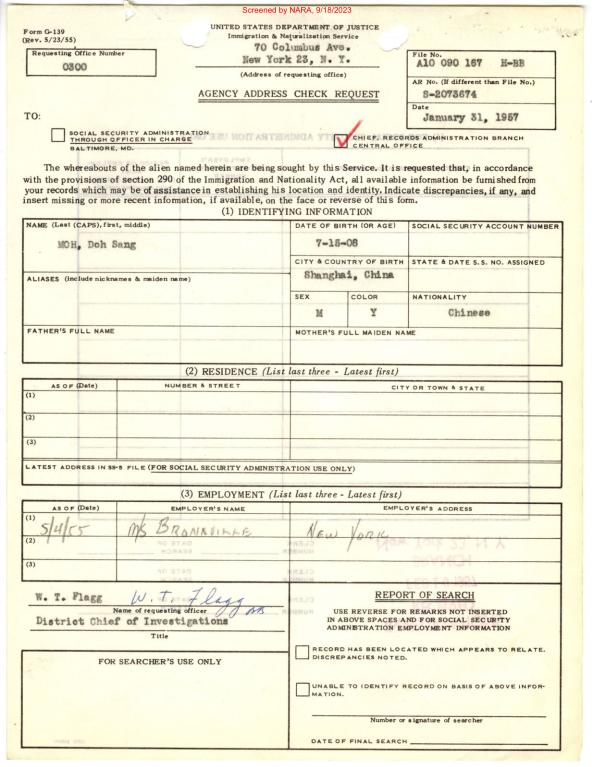 Screened by NARA, 9/18/2023
Form G-139
(Rev. 5/23/55)
UNITED STATES DEPARTMENT OF JUSTICE
Immigration & Naturalization Service
70 Columbus Ave.
New York 23, N. Y.
(Address of requesting office)
Requesting Office Number
0300
File No.
A10 090 167 H-BB
AR No. (If different than File No.)
S-2073674
Date
January 31, 1957
AGENCY ADDRESS CHECK REQUEST
TO:
SOCIAL SECURITY ADMINISTRATION
THROUGH OFFICER IN CHARGE
BALTIMORE, MD.
CHIEF, RECORDS ADMINISTRATION BRANCH
CENTRAL OFFICE
The whereabouts of the alien named herein are being sought by this Service. It is requested that, in accordance
with the provisions of section 290 of the Immigration and Nationality Act, all available information be furnished from
your records which may be of assistance in establishing his location and identity. Indicate discrepancies, if any, and
insert missing or more recent information, if available, on the face or reverse of this form.
(1) IDENTIFYING INFORMATION
NAME (Last (CAPS), first, middle)
MOH, Doh Sang
DATE OF BIRTH (OR AGE)
7-15-08
SOCIAL SECURITY ACCOUNT NUMBER
CITY & COUNTRY OF BIRTH
Shanghai, China
STATE & DATE S.S. NO. ASSIGNED
ALIASES (include nicknames & maiden name)
SEX
M
COLOR
Y
NATIONALITY
Chinese
FATHER'S FULL NAME
MOTHER'S FULL MAIDEN NAME
(2) RESIDENCE (List last three - Latest first)
AS OF (Date) NUMBER & STREET CITY OR TOWN & STATE
(1)
(2)
(3)
LATEST ADDRESS IN SS-5 FILE (FOR SOCIAL SECURITY ADMINISTRATION USE ONLY)
(3) EMPLOYMENT (List last three - Latest first)
AS OF (Date) EMPLOYER'S NAME EMPLOYER'S ADDRESS
(1) 5/4/55 M/S BRONXVILLE NEW YORK
(2)
(3)
W. T. Flagg W. T. Flagg
Name of requesting officer
District Chief of Investigations
Title
FOR SEARCHER'S USE ONLY
REPORT OF SEARCH
USE REVERSE FOR REMARKS NOT INSERTED
IN ABOVE SPACES AND FOR SOCIAL SECURITY
ADMINISTRATION EMPLOYMENT INFORMATION
RECORD HAS BEEN LOCATED WHICH APPEARS TO RELATE.
DISCREPANCIES NOTED.
UNABLE TO IDENTIFY RECORD ON BASIS OF ABOVE INFOR-
MATION.
Number or signature of searcher
DATE OF FINAL SEARCH